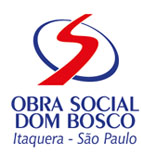 OBRA SOCIAL
DOM BOSCO
Itaquera - São Paulo